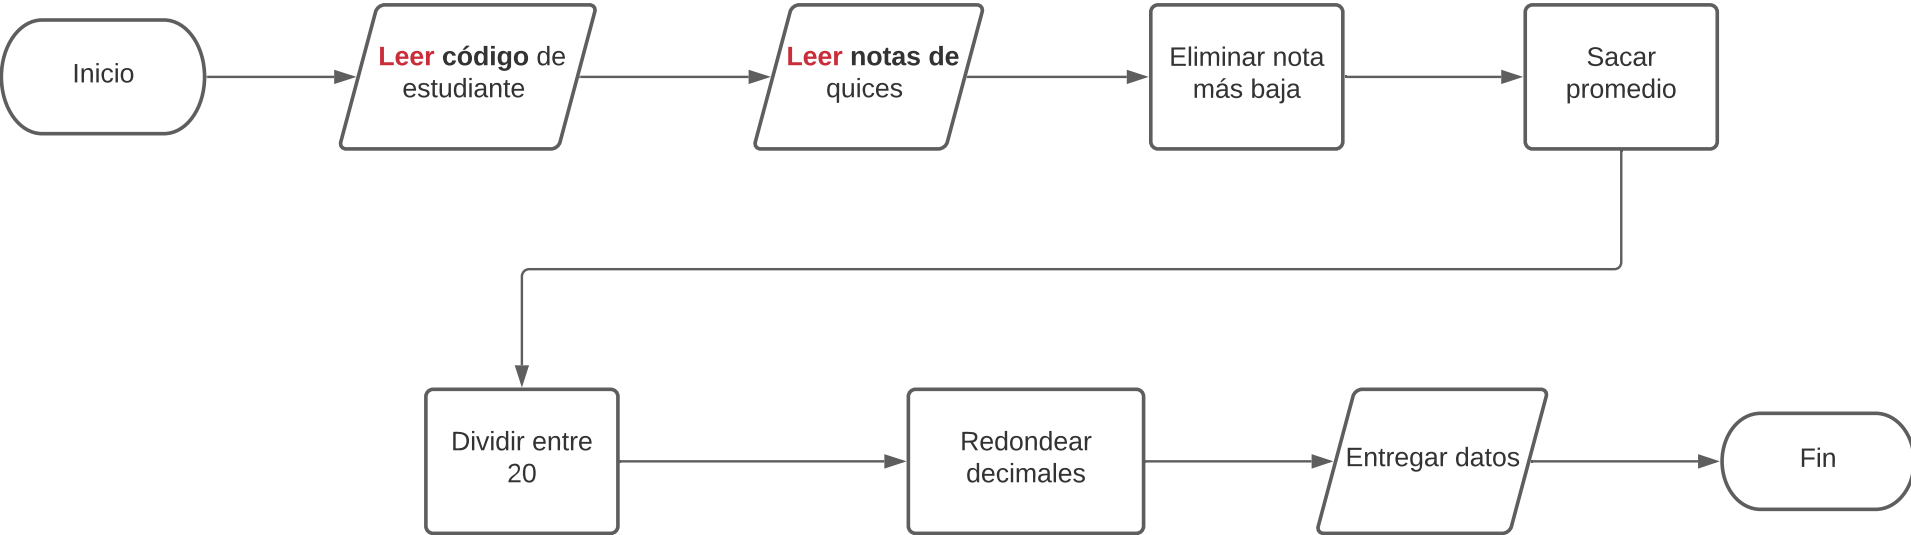 Inicio
Leer código de
estudiante
Leer notas de
quices
Eliminar nota
más baja
Sacar
promedio
Dividir entre
20
Redondear
decimales
Entregar datos
Fin